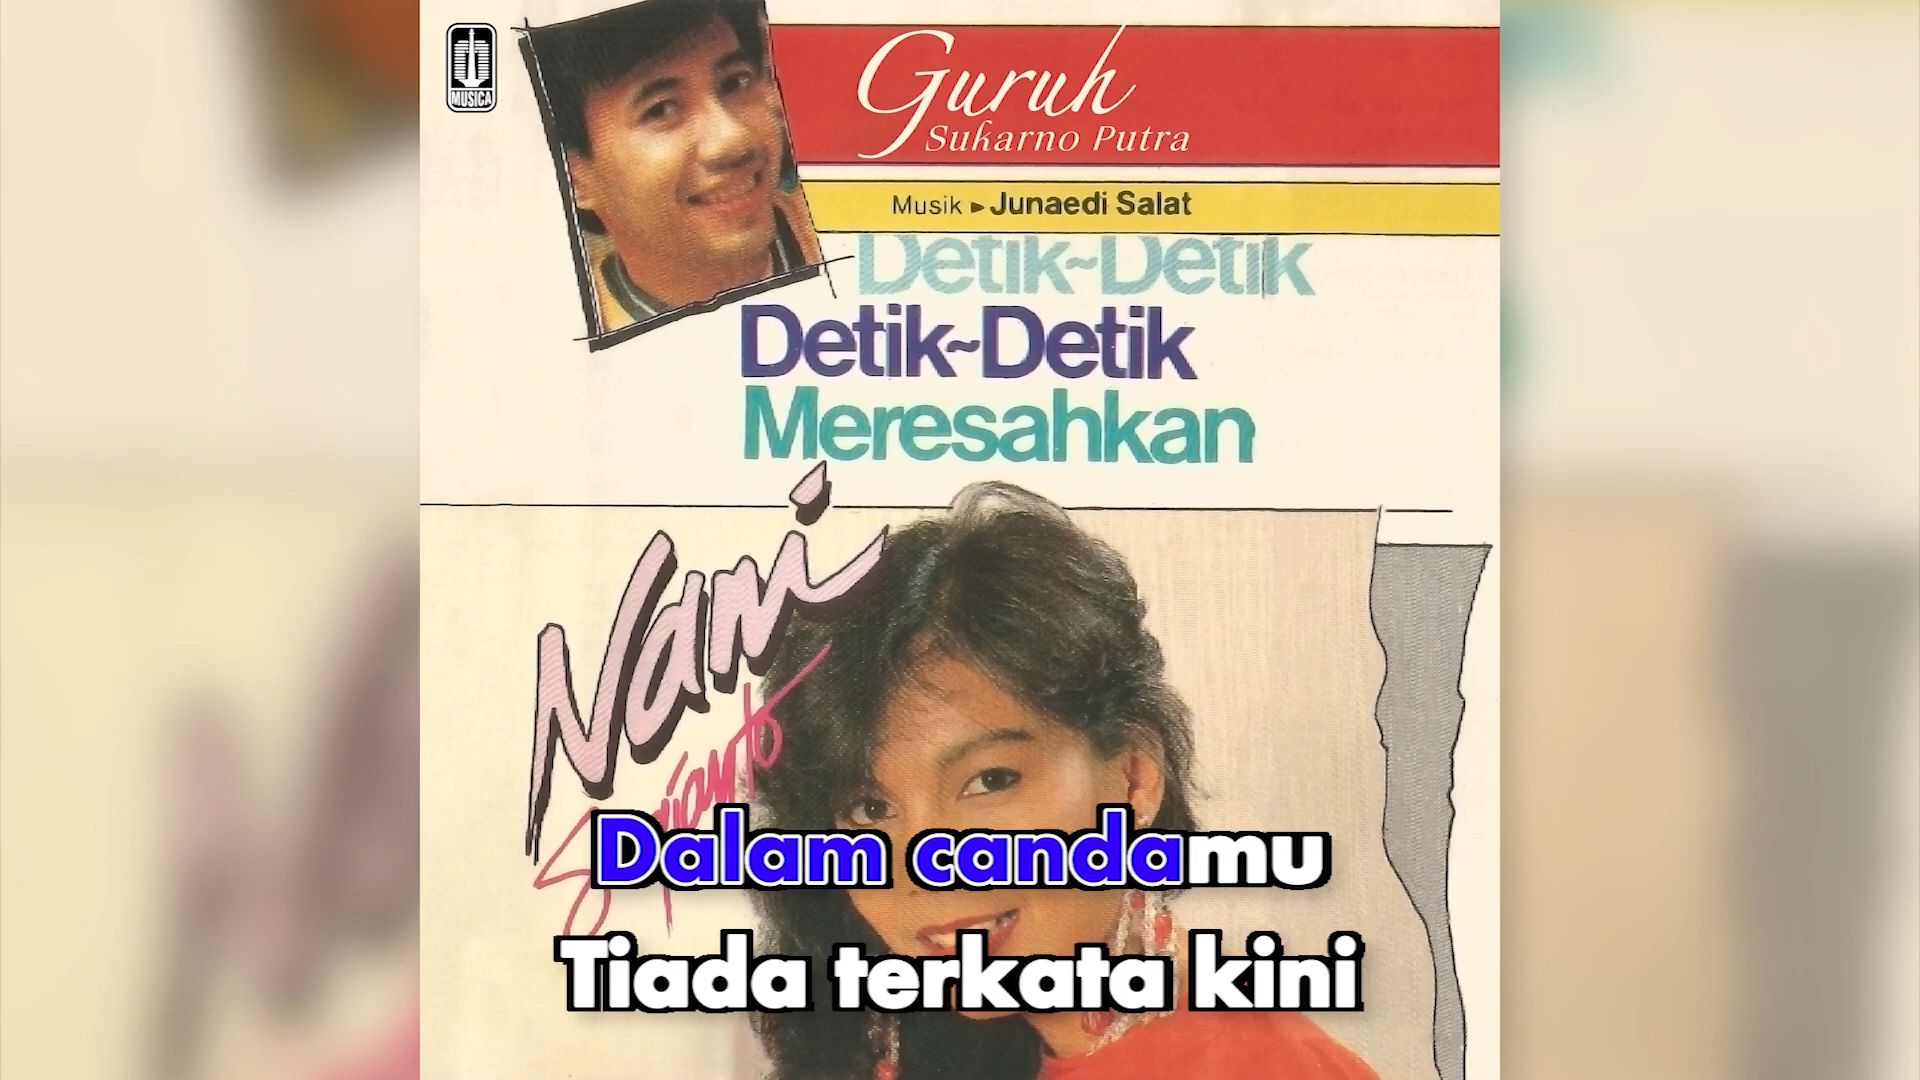 MUSICA
Guruh
Sukarno Putra
Musik ▸ Junaedi Salat
Detik~Detik
Detik~Detik
Meresahkan
Nani
Dalam candamu
Tiada terkata kini